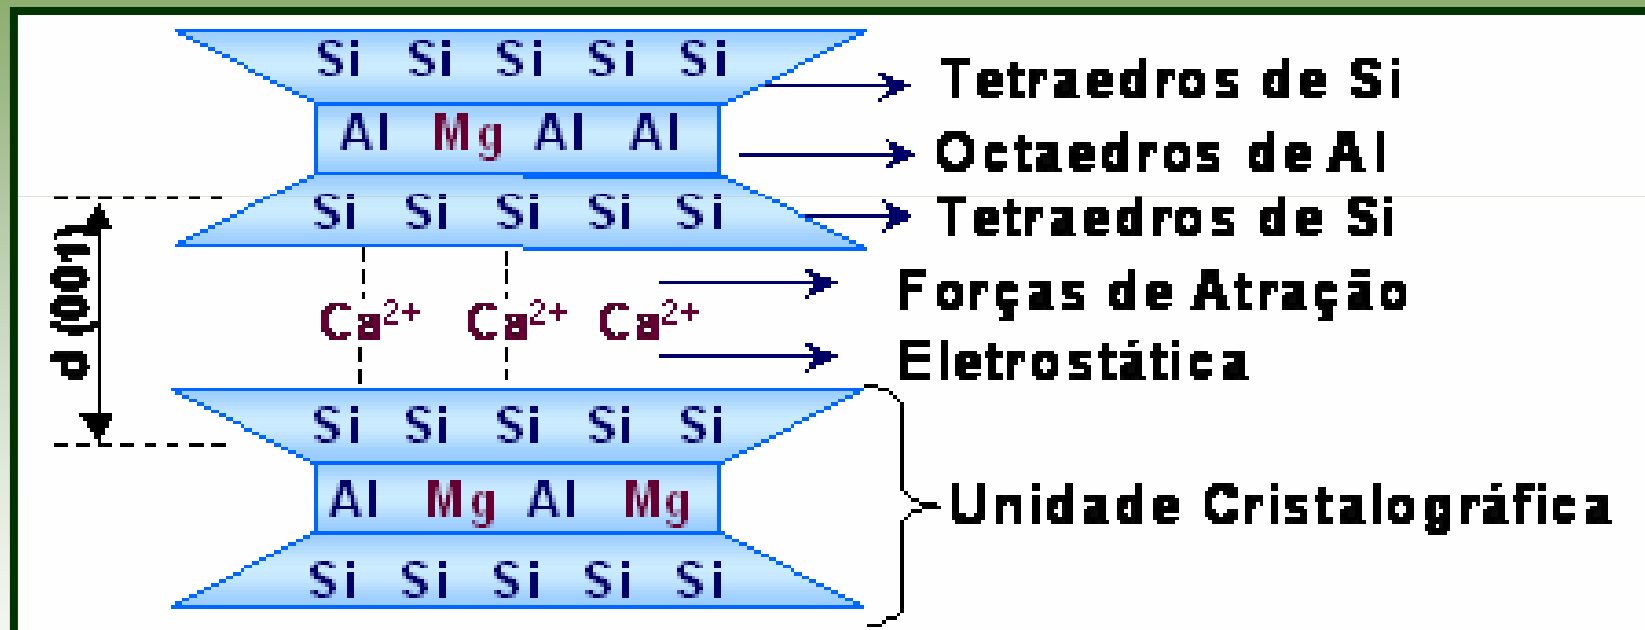 Si Si Si Si Si
Tetraedros de Si
Al Mg Al Al
Octaedros de Al
Si Si Si Si Si
Tetraedros de Si
d (001)
Forças de Atração
Ca2+ Ca2+ Ca2+
Eletrostática
Si Si Si Si Si
Al Mg Al Mg
Unidade Cristalográfica
Si Si Si Si Si